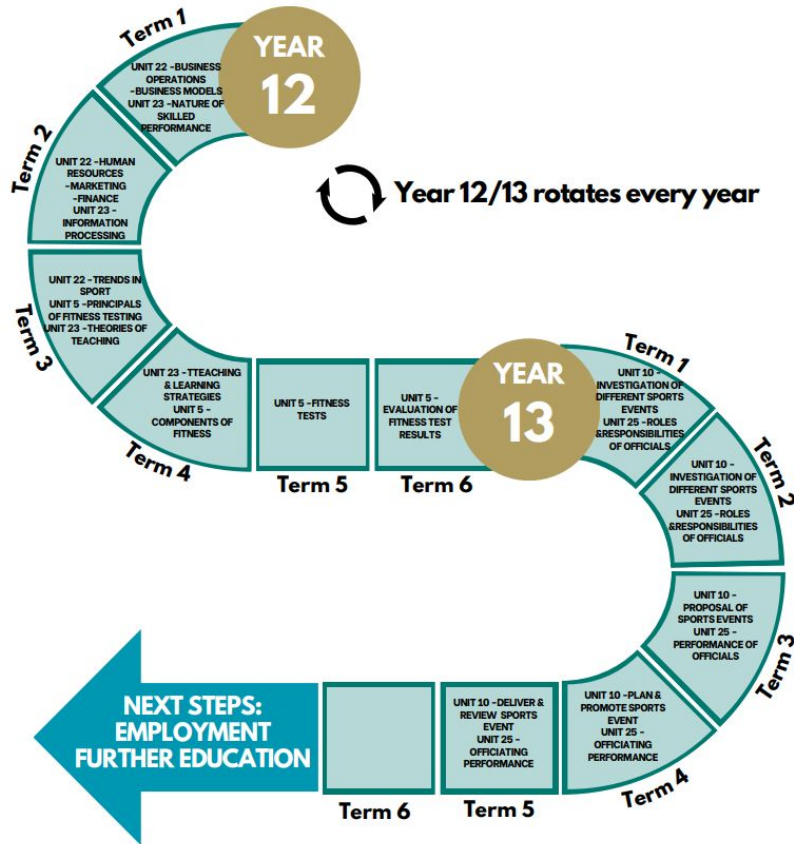 Term 1
YEAR
12
UNIT 22 -BUSINESS
OPERATIONS
-BUSINESS MODELS
UNIT 23 -NATURE OF
SKILLED
PERFORMANCE
Term 2
UNIT 22 -HUMAN
RESOURCES
-MARKETING
-FINANCE
UNIT 23 -
INFORMATION
PROCESSING
Year 12/13 rotates every year
Term 3
UNIT 22 -TRENDS IN
SPORT
UNIT 5 -PRINCIPALS
OF FITNESS TESTING
UNIT 23 -THEORIES OF
TEACHING
Term 4
UNIT 23 -TTEACHING
& LEARNING
STRATEGIES
UNIT 5 -
COMPONENTS OF
FITNESS
UNIT 5 -FITNESS
TESTS
Term 5
UNIT 5 -
EVALUATION OF
FITNESS TEST
RESULTS
Term 6
YEAR
13
Term 1
UNIT 10 -
INVESTIGATION OF
DIFFERENT SPORTS
EVENTS
UNIT 25 -ROLES
&RESPONSIBILITIES
OF OFFICIALS
Term 2
UNIT 10 -
INVESTIGATION OF
DIFFERENT SPORTS
EVENTS
UNIT 25 -ROLES
&RESPONSIBILITIES
OF OFFICIALS
Term 3
UNIT 10 -
PROPOSAL OF
SPORTS EVENTS
UNIT 25 -
PERFORMANCE OF
OFFICIALS
Term 4
UNIT 10 -PLAN &
PROMOTE SPORTS
EVENT
UNIT 25 -
OFFICIATING
PERFORMANCE
UNIT 10 -DELIVER &
REVIEW SPORTS
EVENT
UNIT 25 -
OFFICIATING
PERFORMANCE
Term 5
Term 6
NEXT STEPS:
EMPLOYMENT
FURTHER EDUCATION